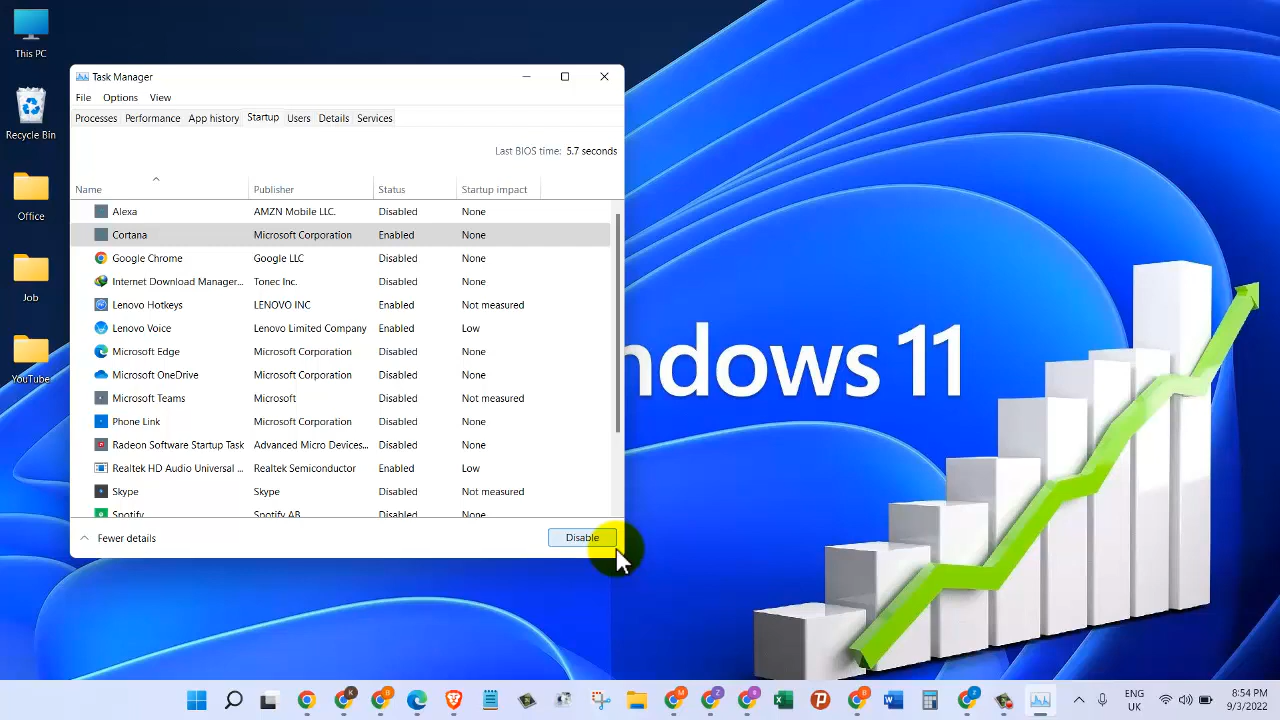 This PC
Recycle Bin
Office
Job
YouTube
Task Manager
File Options View
Processes Performance App history Startup Users Details Services
Last BIOS time: 5.7 seconds
Name Publisher Status Startup impact
Alexa AMZN Mobile LLC. Disabled None
Cortana Microsoft Corporation Enabled None
Google Chrome Google LLC Disabled None
Internet Download Manager... Tonec Inc. Disabled None
Lenovo Hotkeys LENOVO INC Enabled Not measured
Lenovo Voice Lenovo Limited Company Enabled Low
Microsoft Edge Microsoft Corporation Disabled None
Microsoft OneDrive Microsoft Corporation Disabled None
Microsoft Teams Microsoft Disabled Not measured
Phone Link Microsoft Corporation Disabled None
Radeon Software Startup Task Advanced Micro Devices... Disabled None
Realtek HD Audio Universal ... Realtek Semiconductor Enabled Low
Skype Skype Disabled Not measured
Spotify Spotify AB Disabled None
Fewer details Disable
ndows 11
ENG
UK
8:54 PM
9/3/2022